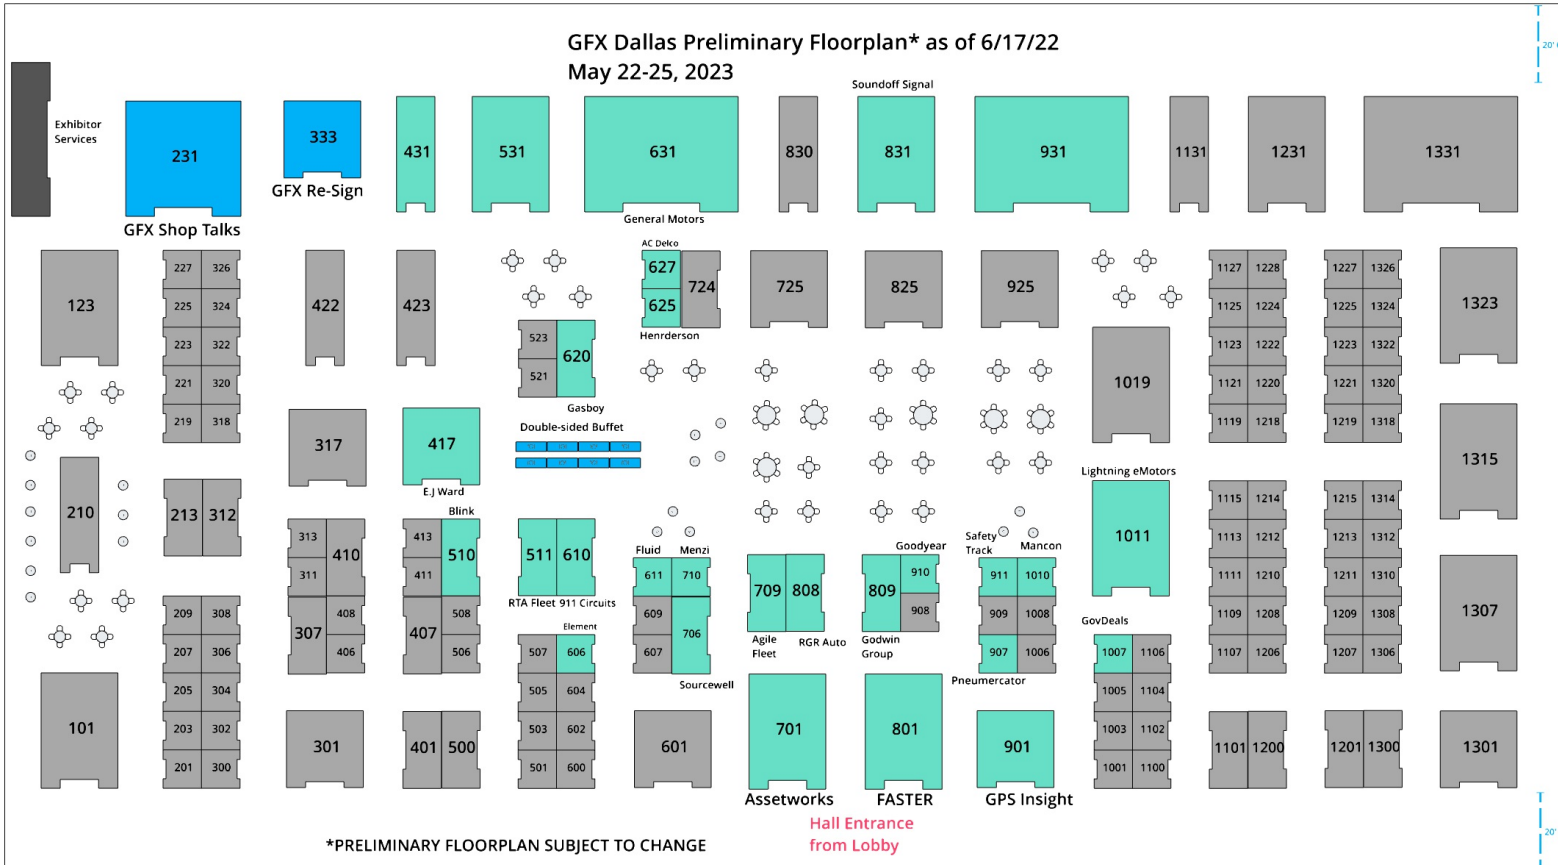 GFX Dallas Preliminary Floorplan* as of 6/17/22
May 22-25, 2023
20'
Soundoff Signal
Exhibitor
Services
231
333
431
531
631
830
831
931
1131
1231
1331
GFX Re-Sign
General Motors
GFX Shop Talks
AC Delco
123
227 326
225 324
223 322
221 320
219 318
422
423
627
625
724
Henrderson
725
825
925
523
521
620
Gasboy
1019
1127 1228
1125 1224
1123 1222
1121 1220
1119 1218
1227 1326
1225 1324
1223 1322
1221 1320
1219 1318
1323
1315
317
417
E.J Ward
Double-sided Buffet
Lightning eMotors
1011
210
213 312
313
311
410
Blink
413
411
510
511 610
RTA Fleet 911 Circuits
Fluid Menzi
611 710
609
607
706
Sourcewell
709 808
Agile
Fleet
RGR Auto
Goodyear
809
910
908
Godwin
Group
Safety
Track
Mancon
911 1010
909 1008
907 1006
Pneumercator
1115 1214
1113 1212
1111 1210
1109 1208
1107 1206
1215 1314
1213 1312
1211 1310
1209 1308
1207 1306
1307
209 308
207 306
205 304
203 302
201 300
307
408
406
407
508
506
Element
507 606
505 604
503 602
501 600
GovDeals
1007 1106
1005 1104
1003 1102
1001 1100
101
301
401 500
601
701
801
901
1101 1200
1201 1300
1301
Assetworks
FASTER
GPS Insight
Hall Entrance
from Lobby
*PRELIMINARY FLOORPLAN SUBJECT TO CHANGE
20'